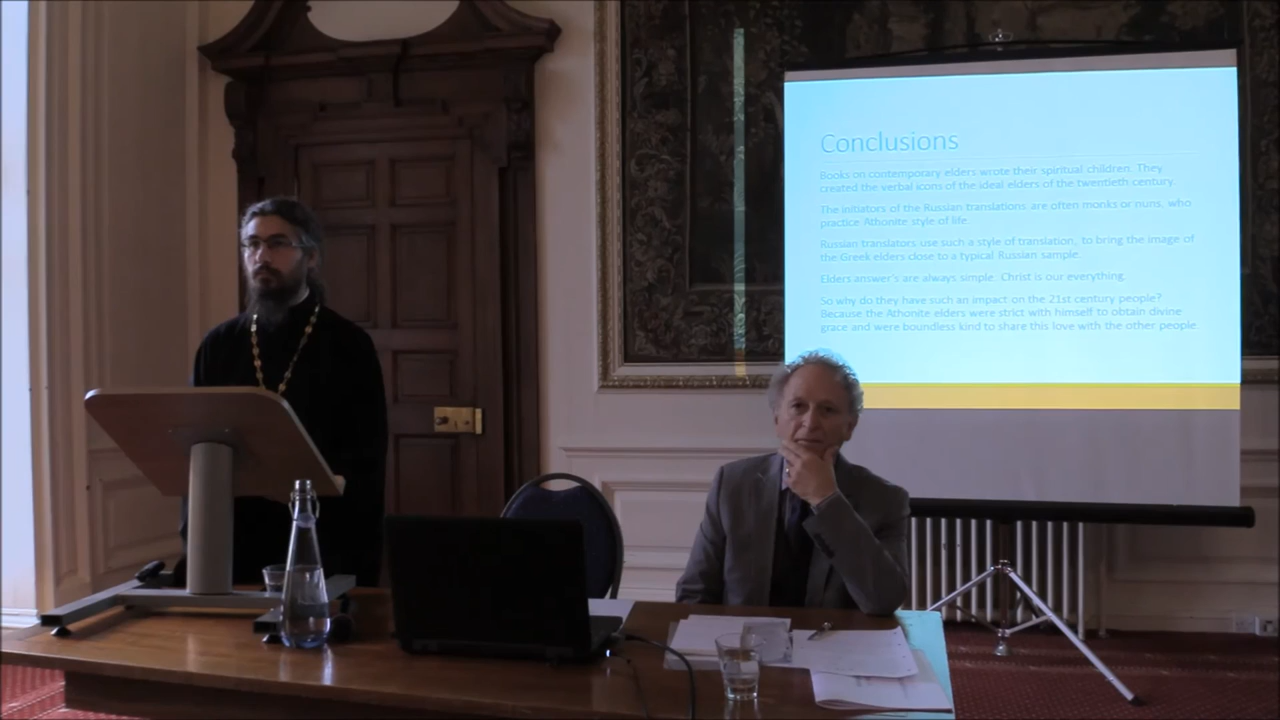 Conclusions
Books on contemporary elders wrote their spiritual children. They
created the verbal icons of the ideal elders of the twentieth century.
The initiators of the Russian translations are often monks or nuns, who
practice Athonite style of life.
Russian translators use such a style of translation, to bring the image of
the Greek elders close to a typical Russian sample.
Elders answer's are always simple. Christ is our everything.
So why do they have such an impact on the 21st century people?
Because the Athonite elders were strict with himself to obtain divine
grace and were boundless kind to share this love with the other people.